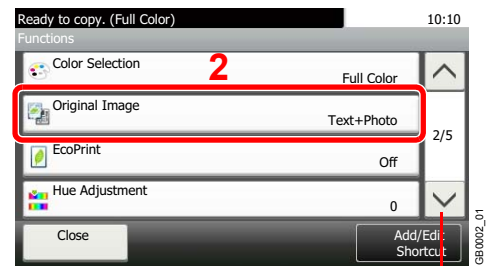 Ready to copy. (Full Color) 10:10
Functions
Color Selection
2
Full Color
Original Image
Text+Photo
2/5
EcoPrint
Off
Hue Adjustment
0
Close
Add/Edit
Shortcut
GB0002_01